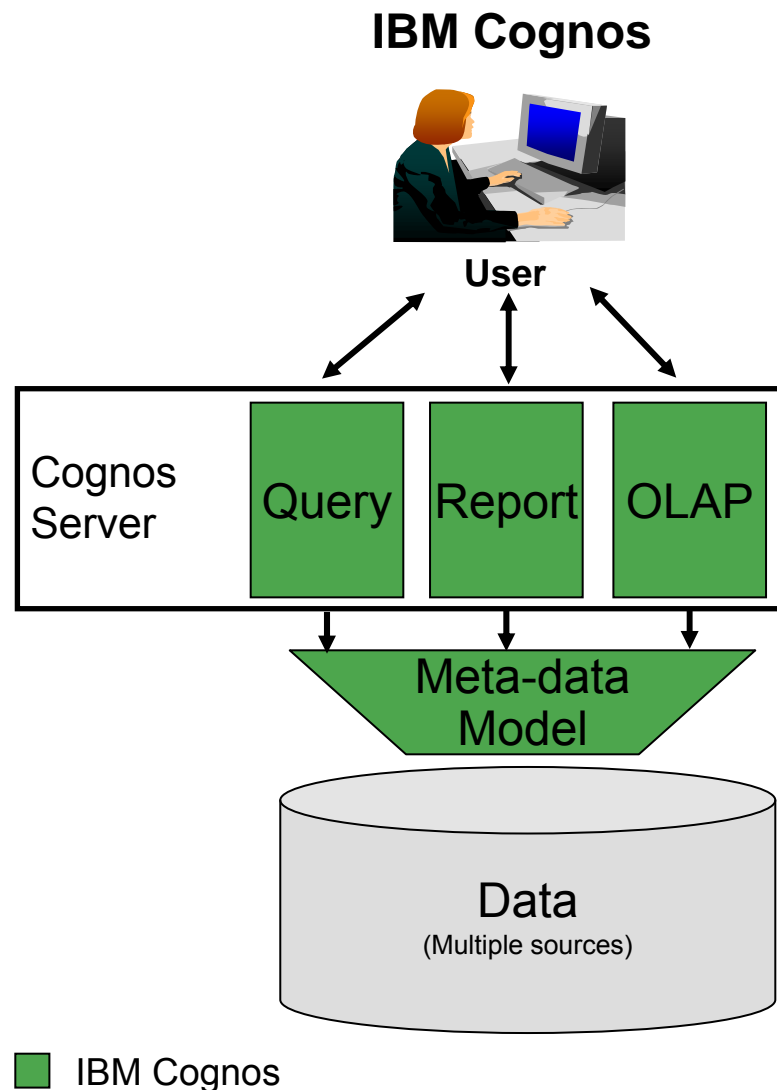 IBM Cognos
User
Cognos
Server
Query
Report
OLAP
Meta-data
Model
Data
(Multiple sources)
IBM Cognos